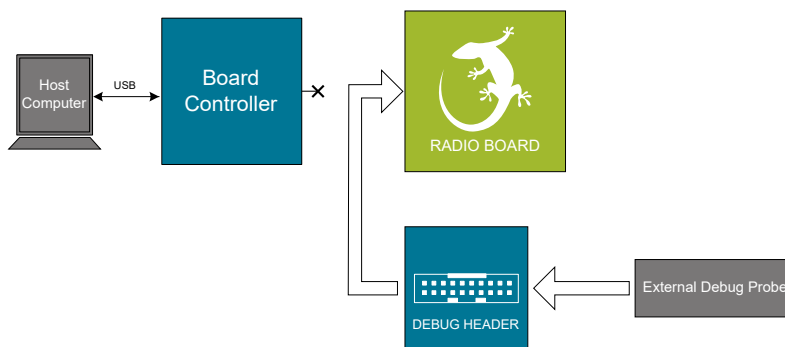 Host
Computer
USB
Board
Controller
RADIO BOARD
DEBUG HEADER
External Debug Probe